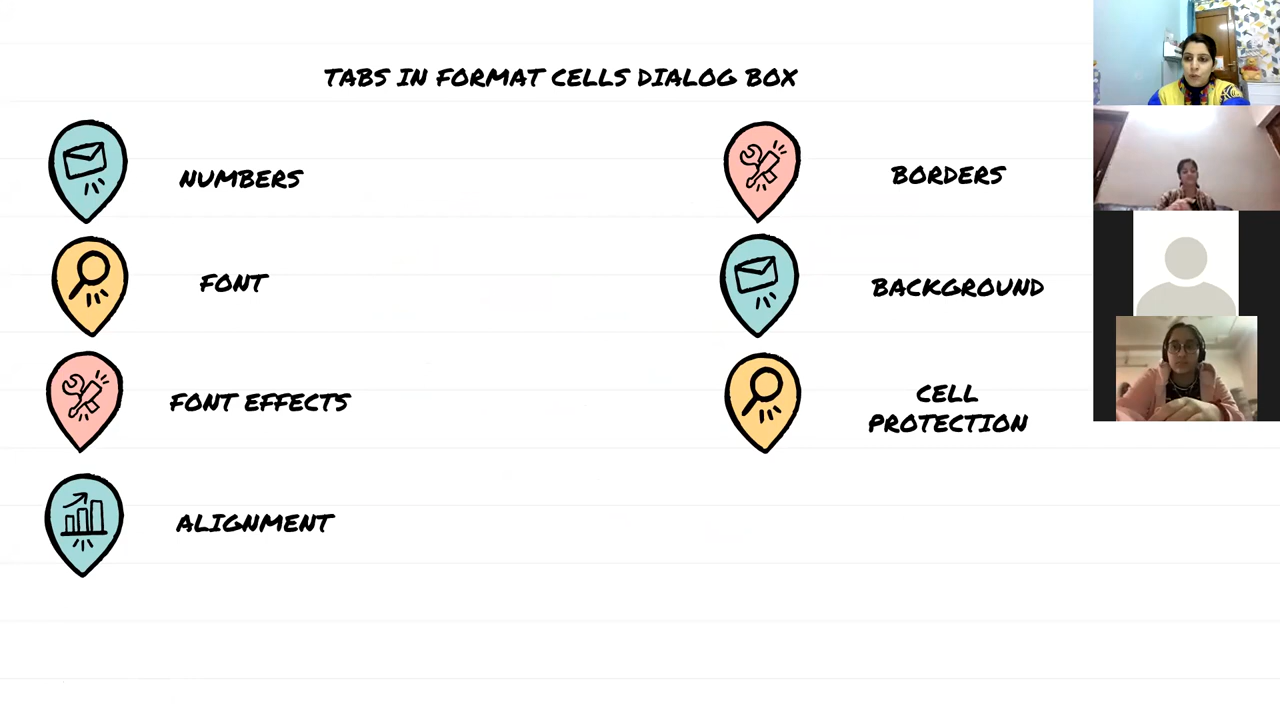 TABS IN FORMAT CELLS DIALOG BOX
NUMBERS
FONT
FONT EFFECTS
ALIGNMENT
BORDERS
BACKGROUND
CELL
PROTECTION